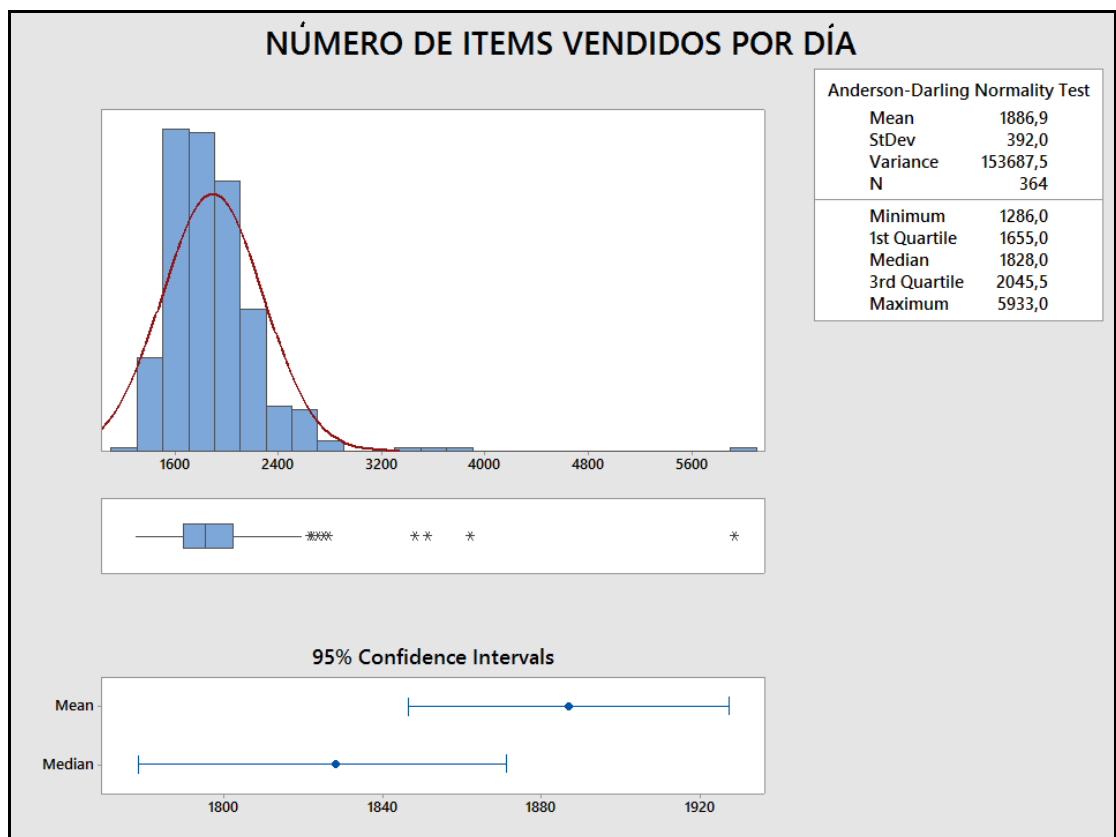 NÚMERO DE ITEMS VENDIDOS POR DÍA
Anderson-Darling Normality Test
Mean 1886,9
StDev 392,0
Variance 153687,5
N 364
Minimum 1286,0
1st Quartile 1655,0
Median 1828,0
3rd Quartile 2045,5
Maximum 5933,0
1600 2400 3200 4000 4800 5600
95% Confidence Intervals
Mean
Median
1800 1840 1880 1920